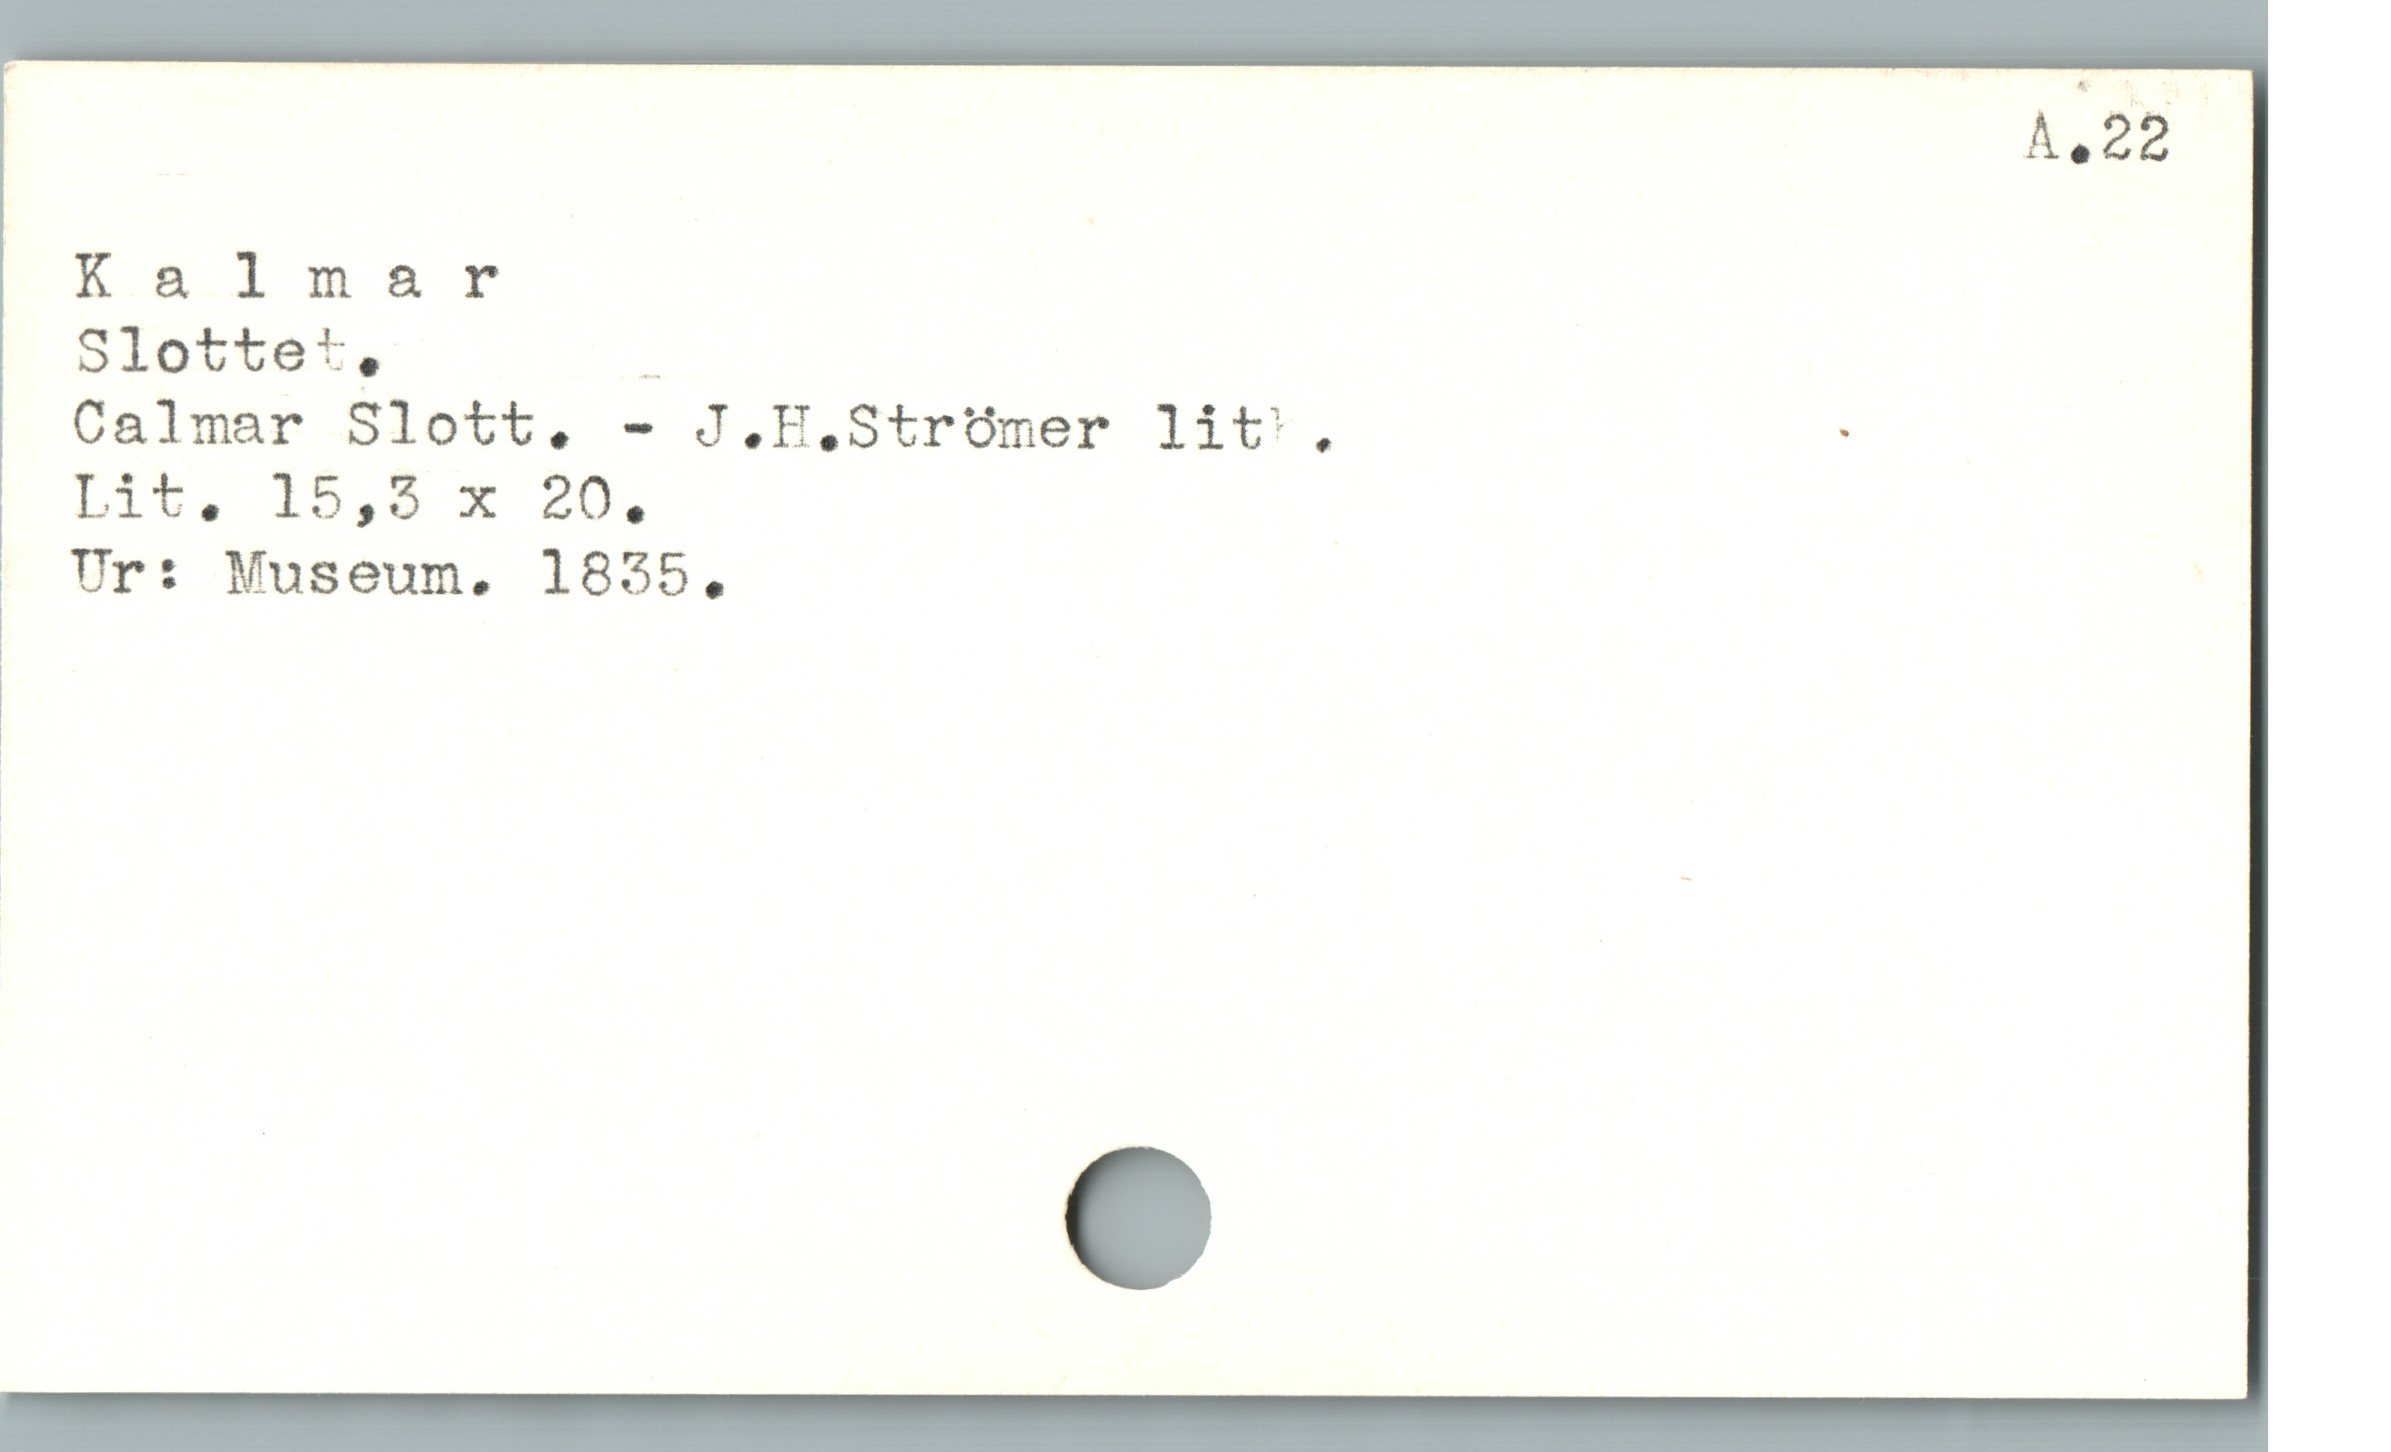 A.22
K a l m a r
Slottet.
Calmar Slott. - J.H.Strömer lith.
Lit. 15,3 x 20.
Ur: Museum. 1835.